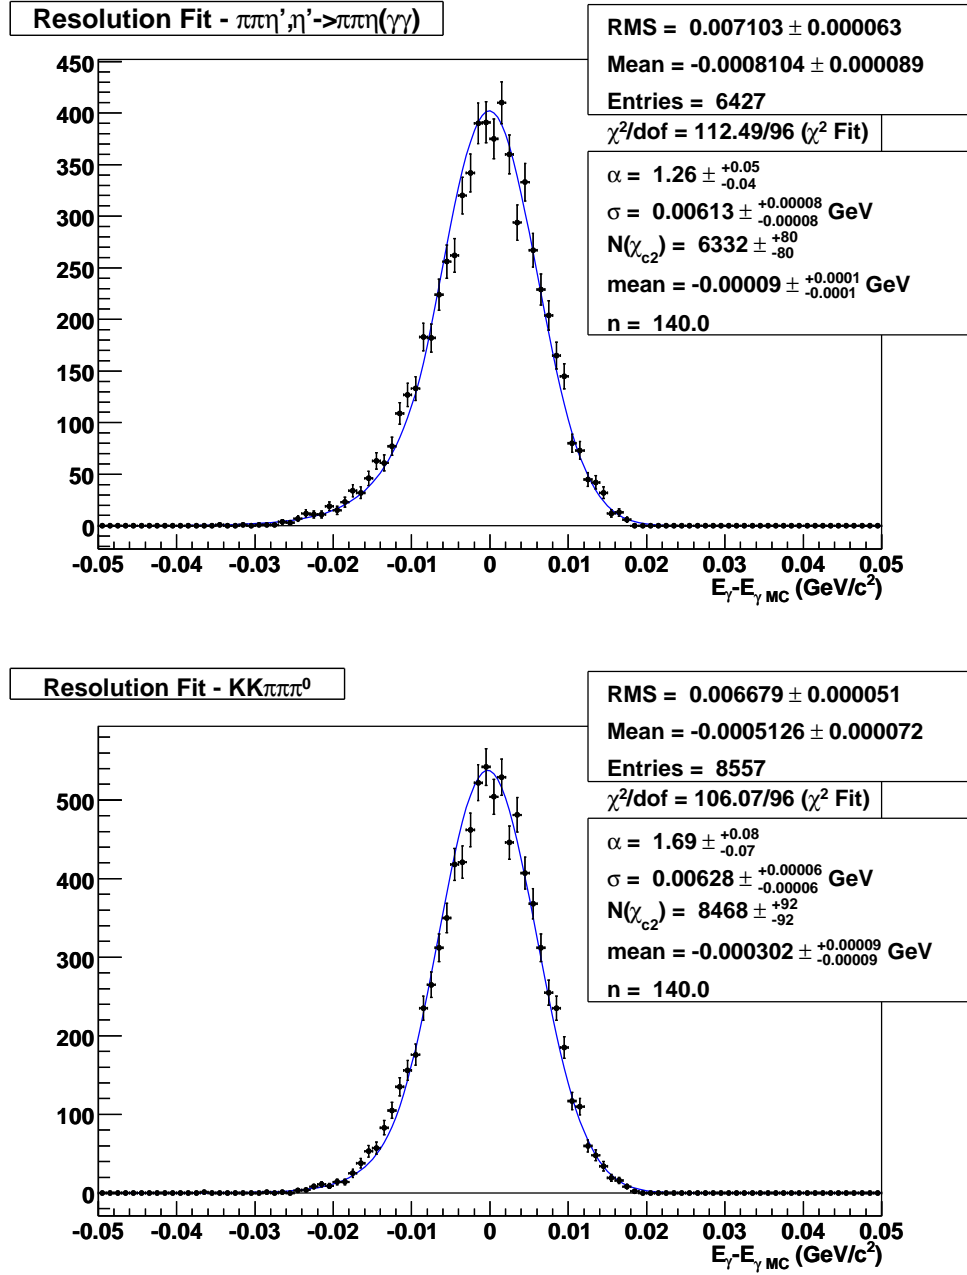 Resolution Fit - ππη',η'->ππη(γγ)
RMS = 0.007103 ± 0.000063
Mean = -0.0008104 ± 0.000089
Entries = 6427
χ²/dof = 112.49/96 (χ² Fit)
α = 1.26 ± +0.05 -0.04
σ = 0.00613 ± +0.00008 -0.00008 GeV
N(χc2) = 6332 ± +80 -80
mean = -0.00009 ± +0.0001 -0.0001 GeV
n = 140.0
450
400
350
300
250
200
150
100
50
0
-0.05 -0.04 -0.03 -0.02 -0.01 0 0.01 0.02 0.03 0.04 0.05
Eγ-Eγ MC (GeV/c²)
Resolution Fit - KKπππ⁰
RMS = 0.006679 ± 0.000051
Mean = -0.0005126 ± 0.000072
Entries = 8557
χ²/dof = 106.07/96 (χ² Fit)
α = 1.69 ± +0.08 -0.07
σ = 0.00628 ± +0.00006 -0.00006 GeV
N(χc2) = 8468 ± +92 -92
mean = -0.000302 ± +0.00009 -0.00009 GeV
n = 140.0
500
400
300
200
100
0
-0.05 -0.04 -0.03 -0.02 -0.01 0 0.01 0.02 0.03 0.04 0.05
Eγ-Eγ MC (GeV/c²)